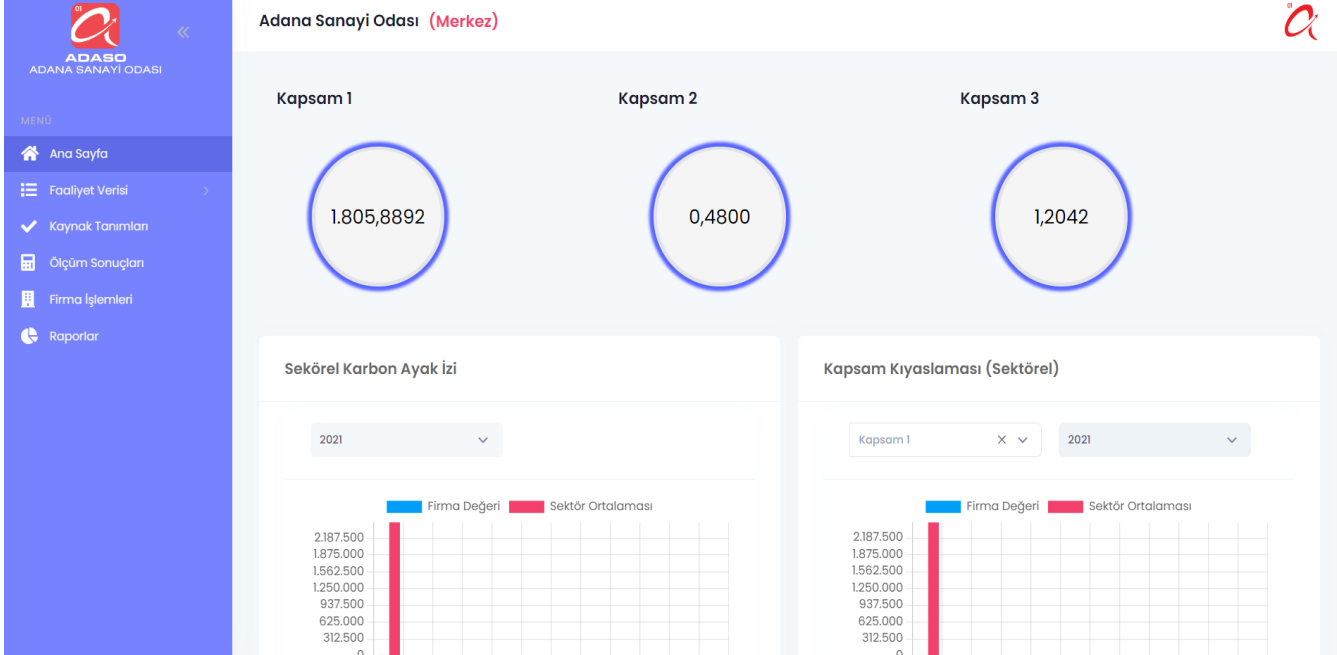 01
ADASO
ADANA SANAYİ ODASI
MENÜ
Ana Sayfa
Faaliyet Verisi
Kaynak Tanımları
Ölçüm Sonuçları
Firma İşlemleri
Raporlar
Adana Sanayi Odası (Merkez)
01
Kapsam 1
Kapsam 2
Kapsam 3
1.805,8892
0,4800
1,2042
Sekörel Karbon Ayak İzi
2021
Firma Değeri
Sektör Ortalaması
2.187.500
1.875.000
1.562.500
1.250.000
937.500
625.000
312.500
0
Kapsam Kıyaslaması (Sektörel)
Kapsam 1
2021
Firma Değeri
Sektör Ortalaması
2.187.500
1.875.000
1.562.500
1.250.000
937.500
625.000
312.500
0